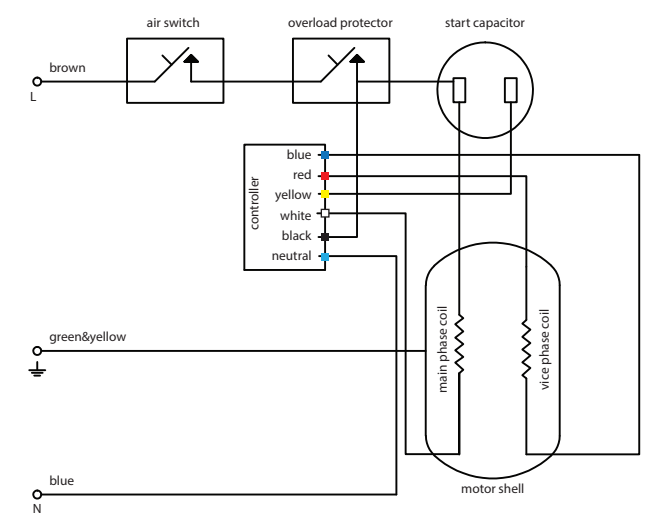 air switch
overload protector
start capacitor
brown
L
controller
blue
red
yellow
white
black
neutral
green&yellow
main phase coil
vice phase coil
blue
N
motor shell